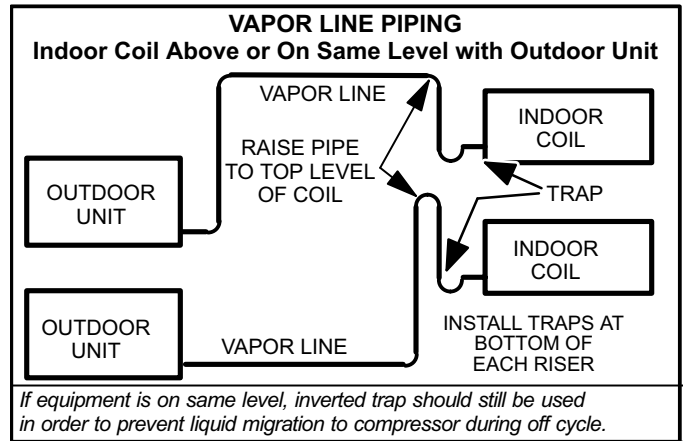 VAPOR LINE PIPING
Indoor Coil Above or On Same Level with Outdoor Unit
VAPOR LINE
INDOOR
COIL
RAISE PIPE
TO TOP LEVEL
OF COIL
OUTDOOR
UNIT
TRAP
INDOOR
COIL
OUTDOOR
UNIT
VAPOR LINE
INSTALL TRAPS AT
BOTTOM OF
EACH RISER
If equipment is on same level, inverted trap should still be used
in order to prevent liquid migration to compressor during off cycle.